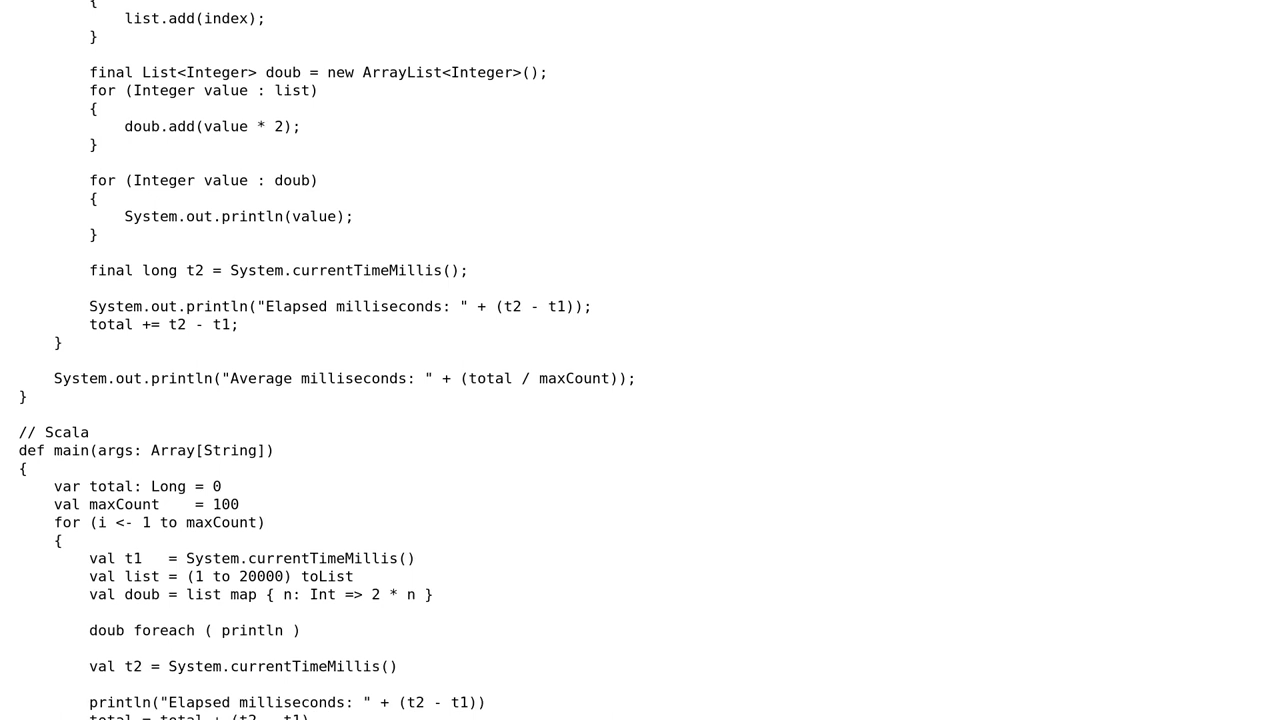 {
list.add(index);
}
final List<Integer> doub = new ArrayList<Integer>();
for (Integer value : list)
{
doub.add(value * 2);
}
for (Integer value : doub)
{
System.out.println(value);
}
final long t2 = System.currentTimeMillis();
System.out.println("Elapsed milliseconds: " + (t2 - t1));
total += t2 - t1;
}
System.out.println("Average milliseconds: " + (total / maxCount));
}
// Scala
def main(args: Array[String])
{
var total: Long = 0
val maxCount    = 100
for (i <- 1 to maxCount)
{
val t1   = System.currentTimeMillis()
val list = (1 to 20000) toList
val doub = list map { n: Int => 2 * n }
doub foreach ( println )
val t2 = System.currentTimeMillis()
println("Elapsed milliseconds: " + (t2 - t1))
total = total + (t2 - t1)